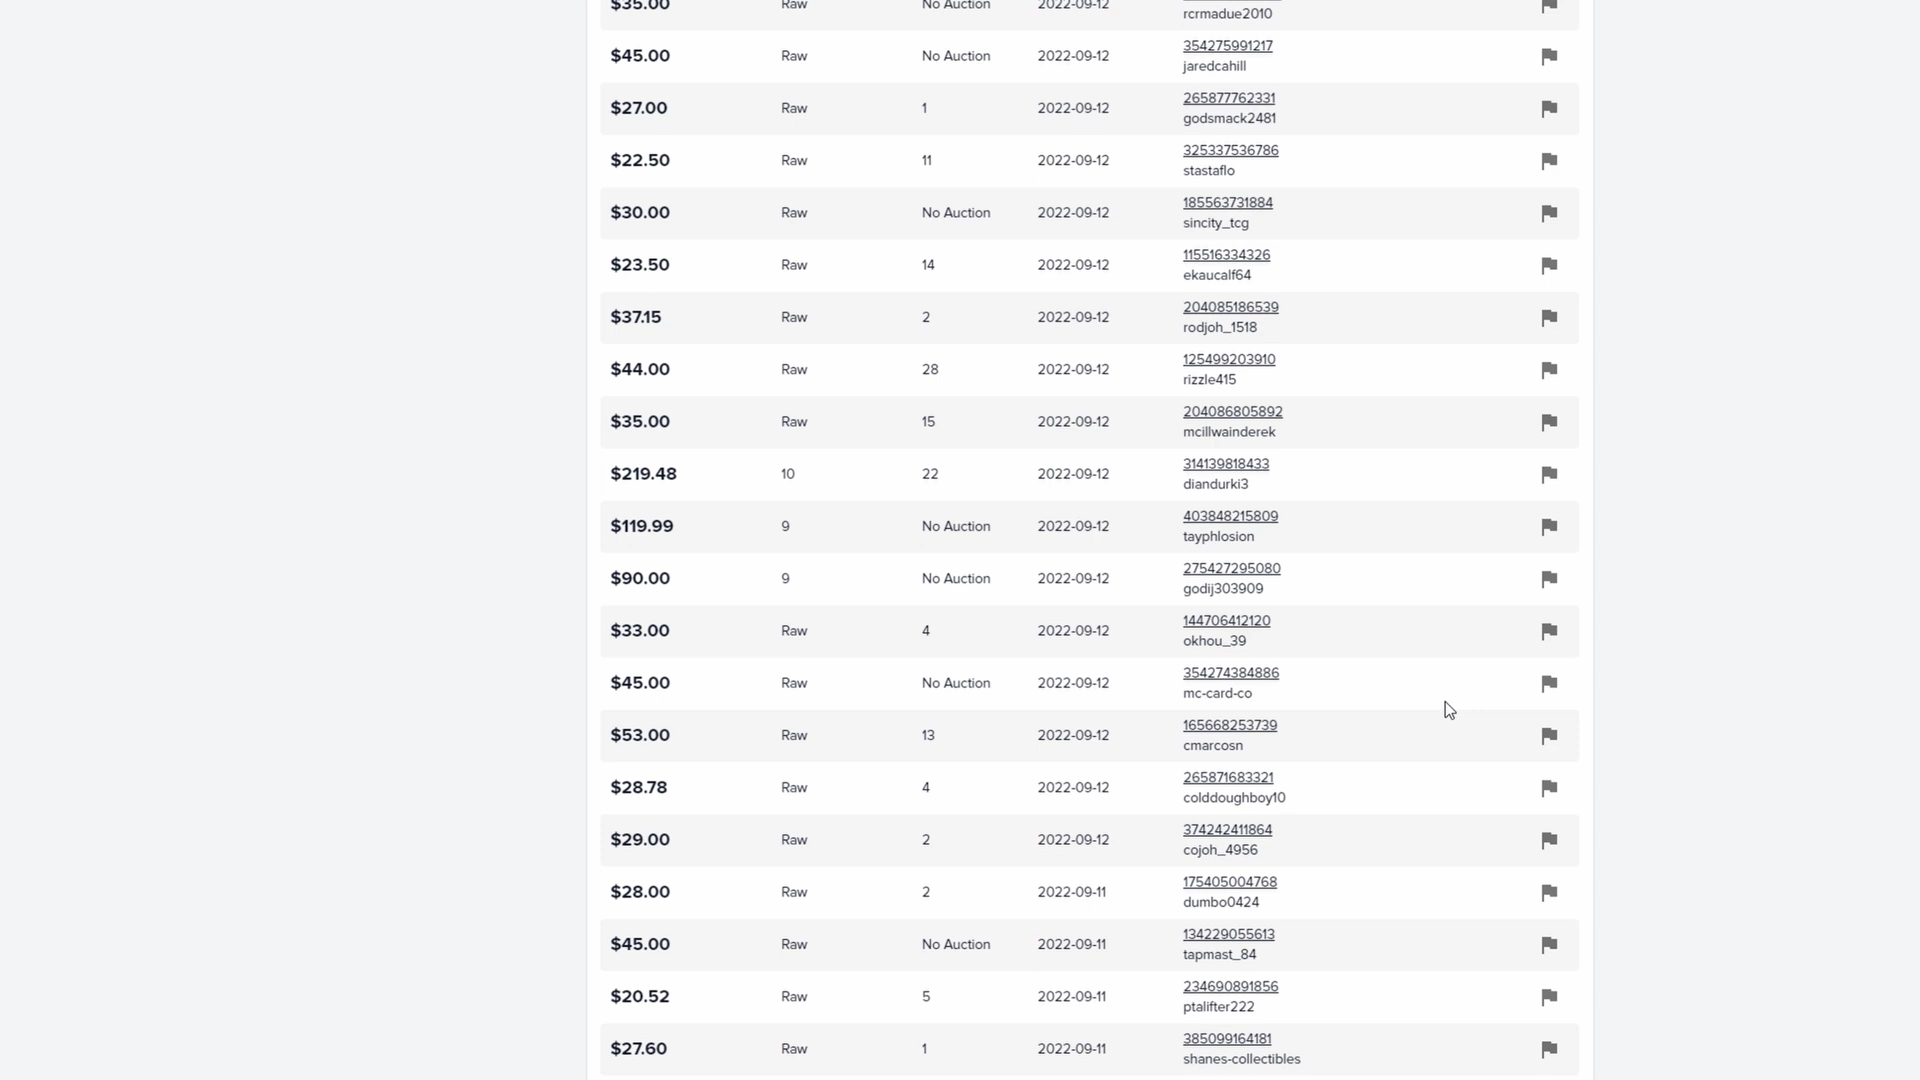 $35.00 Raw No Auction 2022-09-12
rcrmadue2010
354275991217
$45.00 Raw No Auction 2022-09-12
jaredcahill
265877762331
$27.00 Raw 1 2022-09-12
godsmack2481
325337536786
$22.50 Raw 11 2022-09-12
stastaflo
185563731884
$30.00 Raw No Auction 2022-09-12
sincity_tcg
115516334326
$23.50 Raw 14 2022-09-12
ekaucalf64
204085186539
$37.15 Raw 2 2022-09-12
rodjoh_1518
125499203910
$44.00 Raw 28 2022-09-12
rizzle415
204086805892
$35.00 Raw 15 2022-09-12
mcillwainderek
314139818433
$219.48 10 22 2022-09-12
diandurki3
403848215809
$119.99 9 No Auction 2022-09-12
tayphlosion
275427295080
$90.00 9 No Auction 2022-09-12
godij303909
144706412120
$33.00 Raw 4 2022-09-12
okhou_39
354274384886
$45.00 Raw No Auction 2022-09-12
mc-card-co
165668253739
$53.00 Raw 13 2022-09-12
cmarcosn
265871683321
$28.78 Raw 4 2022-09-12
colddoughboy10
374242411864
$29.00 Raw 2 2022-09-12
cojoh_4956
175405004768
$28.00 Raw 2 2022-09-11
dumbo0424
134229055613
$45.00 Raw No Auction 2022-09-11
tapmast_84
234690891856
$20.52 Raw 5 2022-09-11
ptalifter222
385099164181
$27.60 Raw 1 2022-09-11
shanes-collectibles